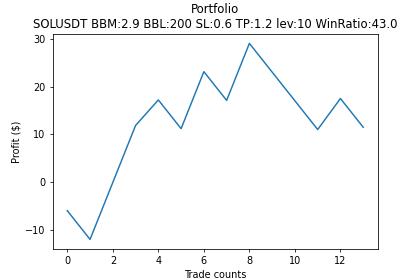 Portfolio
SOLUSDT BBM:2.9 BBL:200 SL:0.6 TP:1.2 lev:10 WinRatio:43.0
30
20
10
0
−10
Profit ($)
0 2 4 6 8 10 12
Trade counts